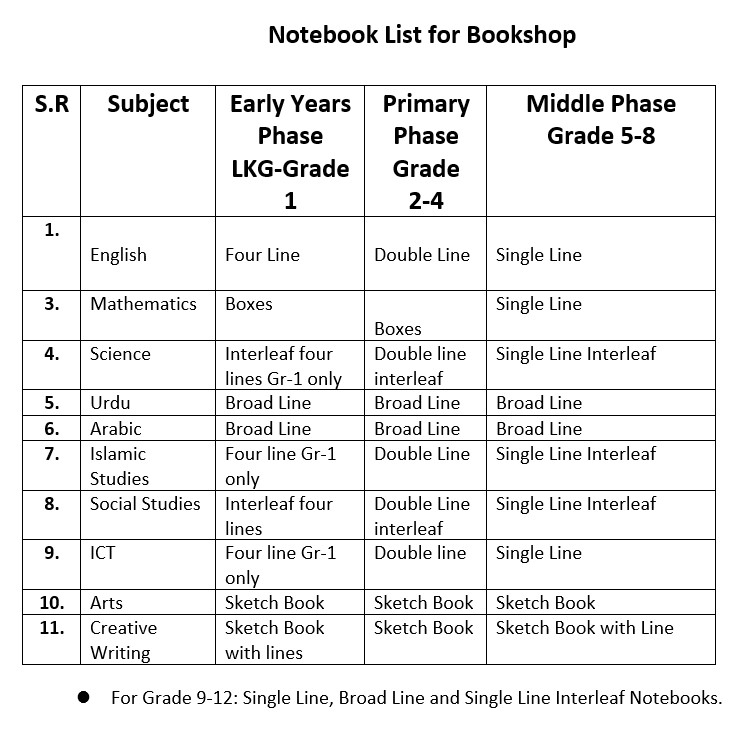 Notebook List for Bookshop
S.R Subject Early Years Phase LKG-Grade 1 Primary Phase Grade 2-4 Middle Phase Grade 5-8
1. English Four Line Double Line Single Line
3. Mathematics Boxes Boxes Single Line
4. Science Interleaf four lines Gr-1 only Double line interleaf Single Line Interleaf
5. Urdu Broad Line Broad Line Broad Line
6. Arabic Broad Line Broad Line Broad Line
7. Islamic Studies Four line Gr-1 only Double Line Single Line Interleaf
8. Social Studies Interleaf four lines Double Line interleaf Single Line Interleaf
9. ICT Four line Gr-1 only Double line Single Line
10. Arts Sketch Book Sketch Book Sketch Book
11. Creative Writing Sketch Book with lines Sketch Book Sketch Book with Line
● For Grade 9-12: Single Line, Broad Line and Single Line Interleaf Notebooks.